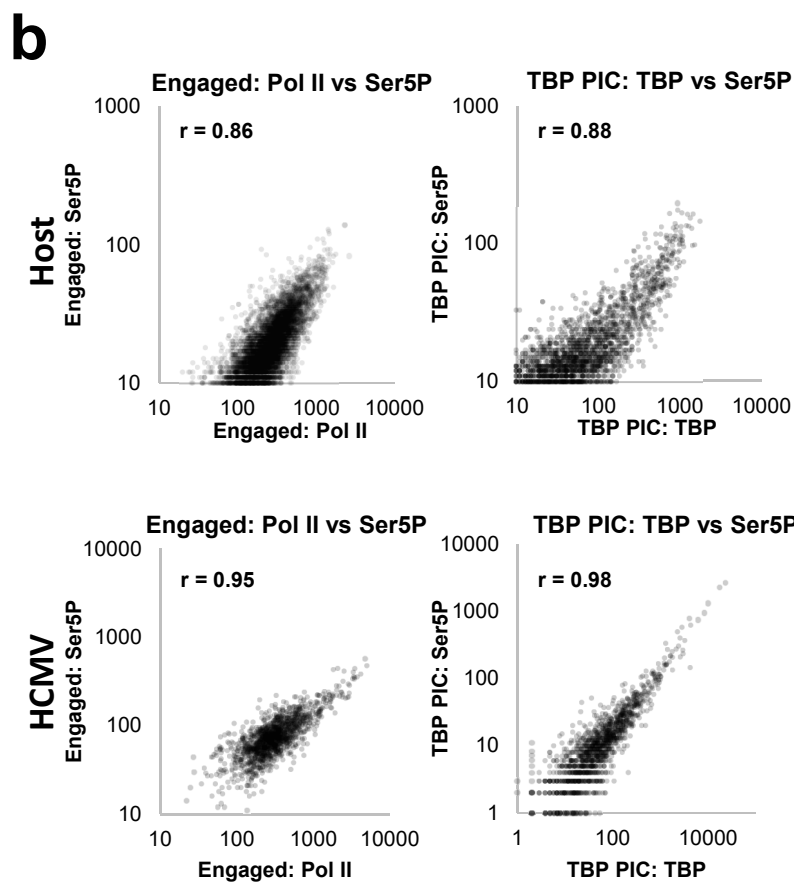 b
Engaged: Pol II vs Ser5P
TBP PIC: TBP vs Ser5P
Host
Engaged: Ser5P
1000
100
10
r = 0.86
10 100 1000 10000
Engaged: Pol II
TBP PIC: Ser5P
1000
100
10
r = 0.88
10 100 1000 10000
TBP PIC: TBP
Engaged: Pol II vs Ser5P
TBP PIC: TBP vs Ser5P
HCMV
Engaged: Ser5P
10000
1000
100
10
r = 0.95
10 100 1000 10000
Engaged: Pol II
TBP PIC: Ser5P
10000
1000
100
10
1
r = 0.98
1 100 10000
TBP PIC: TBP